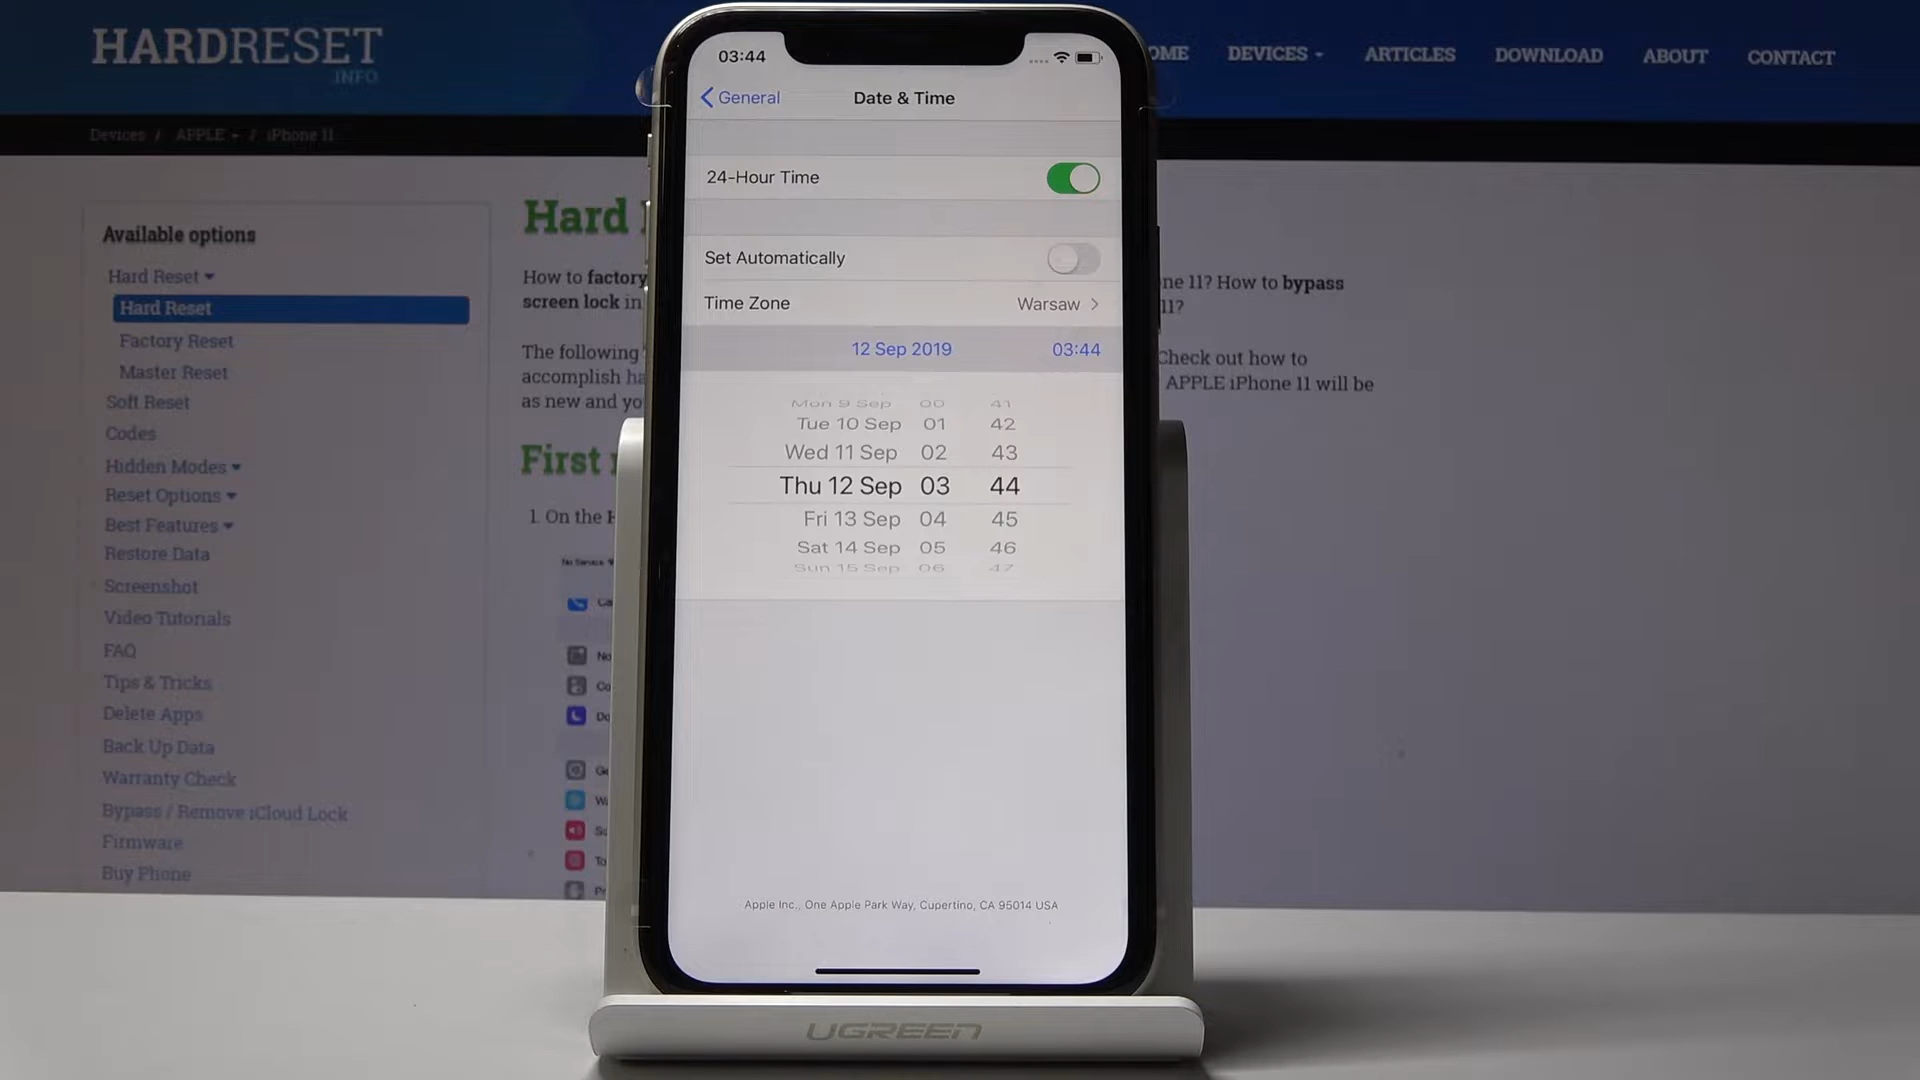 HARDRESET
.INFO
DEVICES
ARTICLES
DOWNLOAD
ABOUT
CONTACT
Devices / APPLE / iPhone 11
Available options
Hard Reset
Hard Reset
Factory Reset
Master Reset
Soft Reset
Codes
Hidden Modes
Reset Options
Best Features
Restore Data
Screenshot
Video Tutorials
FAQ
Tips & Tricks
Delete Apps
Back Up Data
Warranty Check
Bypass / Remove iCloud Lock
Firmware
Buy Phone
Hard
How to factory
screen lock in
The following
accomplish
as new and
First
1. On the
No Service
11? How to bypass
11?
Check out how to
APPLE iPhone 11 will be
03:44
General
Date & Time
24-Hour Time
Set Automatically
Time Zone Warsaw
12 Sep 2019 03:44
Mon 9 Sep 00 41
Tue 10 Sep 01 42
Wed 11 Sep 02 43
Thu 12 Sep 03 44
Fri 13 Sep 04 45
Sat 14 Sep 05 46
Sun 15 Sep 06 47
Apple Inc., One Apple Park Way, Cupertino, CA 95014 USA
UGREEN